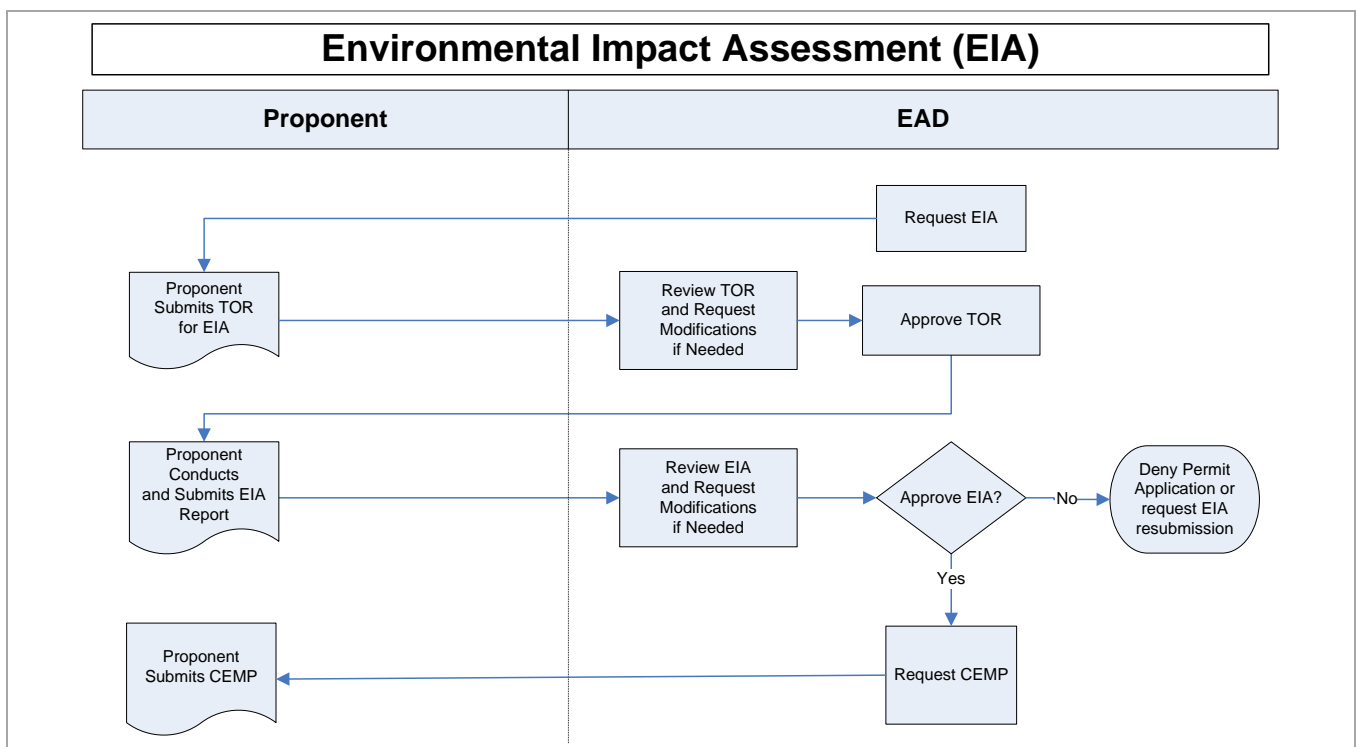 Environmental Impact Assessment (EIA)
Proponent
EAD
Request EIA
Proponent
Submits TOR
for EIA
Review TOR
and Request
Modifications
if Needed
Approve TOR
Proponent
Conducts
and Submits EIA
Report
Review EIA
and Request
Modifications
if Needed
Approve EIA?
No
Deny Permit
Application or
request EIA
resubmission
Yes
Proponent
Submits CEMP
Request CEMP